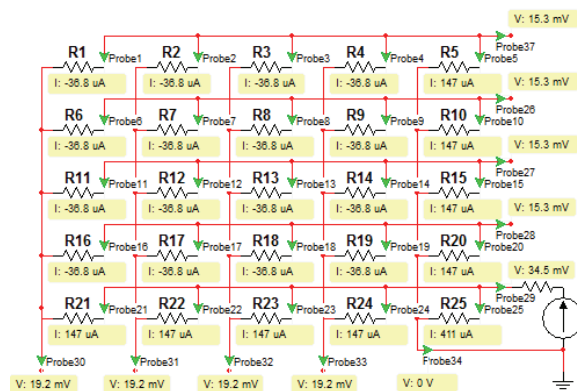 V: 15.3 mV
R1 R2 R3 R4 R5
Probe1 Probe2 Probe3 Probe4 Probe37
Probe5
I: -36.8 uA I: -36.8 uA I: -36.8 uA I: -36.8 uA I: 147 uA
V: 15.3 mV
R6 R7 R8 R9 R10
Probe6 Probe7 Probe8 Probe9 Probe26
Probe10
I: -36.8 uA I: -36.8 uA I: -36.8 uA I: -36.8 uA I: 147 uA
V: 15.3 mV
R11 R12 R13 R14 R15
Probe11 Probe12 Probe13 Probe14 Probe27
Probe15
I: -36.8 uA I: -36.8 uA I: -36.8 uA I: -36.8 uA I: 147 uA
V: 15.3 mV
R16 R17 R18 R19 R20
Probe16 Probe17 Probe18 Probe19 Probe28
Probe20
I: -36.8 uA I: -36.8 uA I: -36.8 uA I: -36.8 uA I: 147 uA
V: 34.5 mV
R21 R22 R23 R24 R25
Probe21 Probe22 Probe23 Probe24 Probe29
Probe25
I: 147 uA I: 147 uA I: 147 uA I: 147 uA I: 411 uA
Probe30 Probe31 Probe32 Probe33 Probe34
V: 19.2 mV V: 19.2 mV V: 19.2 mV V: 19.2 mV V: 0 V